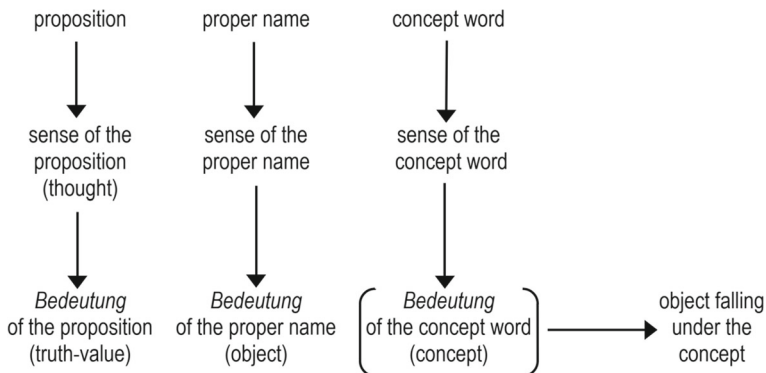 proposition
proper name
concept word
sense of the
proposition
(thought)
sense of the
proper name
sense of the
concept word
Bedeutung
of the proposition
(truth-value)
Bedeutung
of the proper name
(object)
Bedeutung
of the concept word
(concept)
object falling
under the
concept